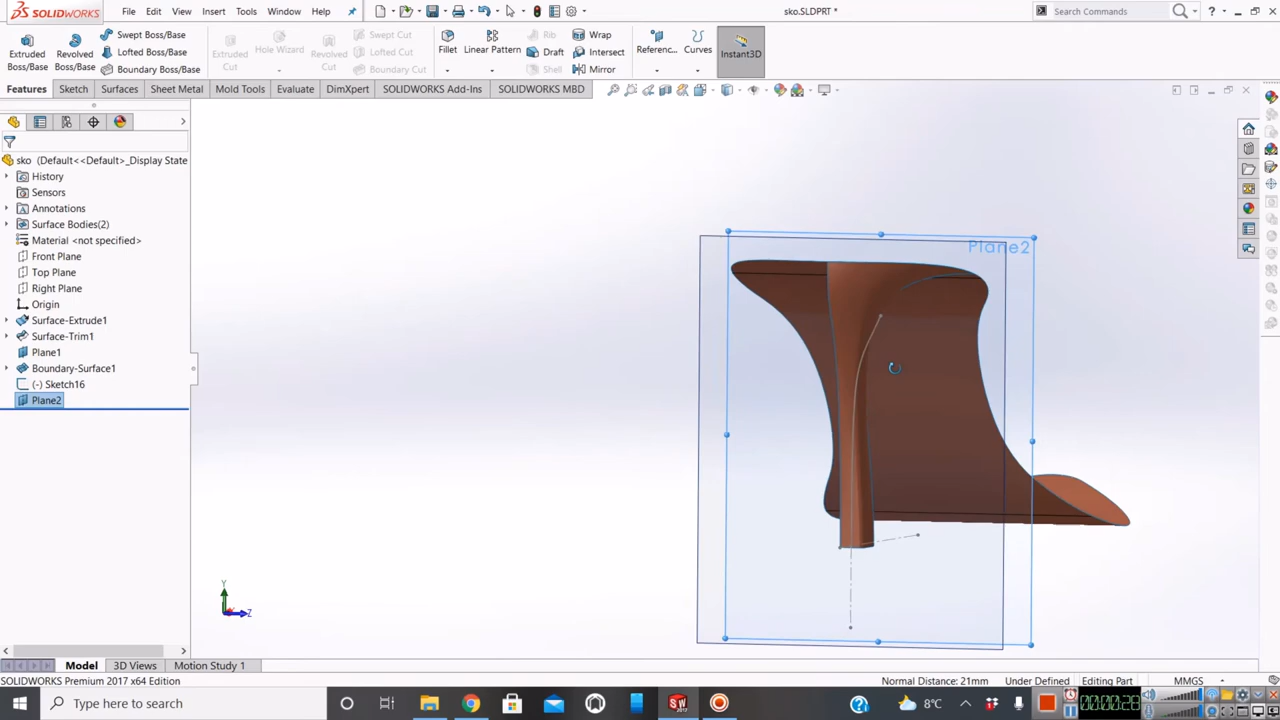 SOLIDWORKS
File Edit View Insert Tools Window Help
sko.SLDPRT *
Search Commands
Extruded Boss/Base
Revolved Boss/Base
Swept Boss/Base
Lofted Boss/Base
Boundary Boss/Base
Extruded Cut
Hole Wizard
Revolved Cut
Swept Cut
Lofted Cut
Boundary Cut
Fillet
Linear Pattern
Rib
Draft
Shell
Wrap
Intersect
Mirror
Referenc...
Curves
Instant3D
Features Sketch Surfaces Sheet Metal Mold Tools Evaluate DimXpert SOLIDWORKS Add-Ins SOLIDWORKS MBD
sko (Default<<Default>_Display State
History
Sensors
Annotations
Surface Bodies(2)
Material <not specified>
Front Plane
Top Plane
Right Plane
Origin
Surface-Extrude1
Surface-Trim1
Plane1
Boundary-Surface1
(-) Sketch16
Plane2
Plane2
Y
Z
Model 3D Views Motion Study 1
SOLIDWORKS Premium 2017 x64 Edition
Normal Distance: 21mm Under Defined Editing Part MMGS
Type here to search
8°C